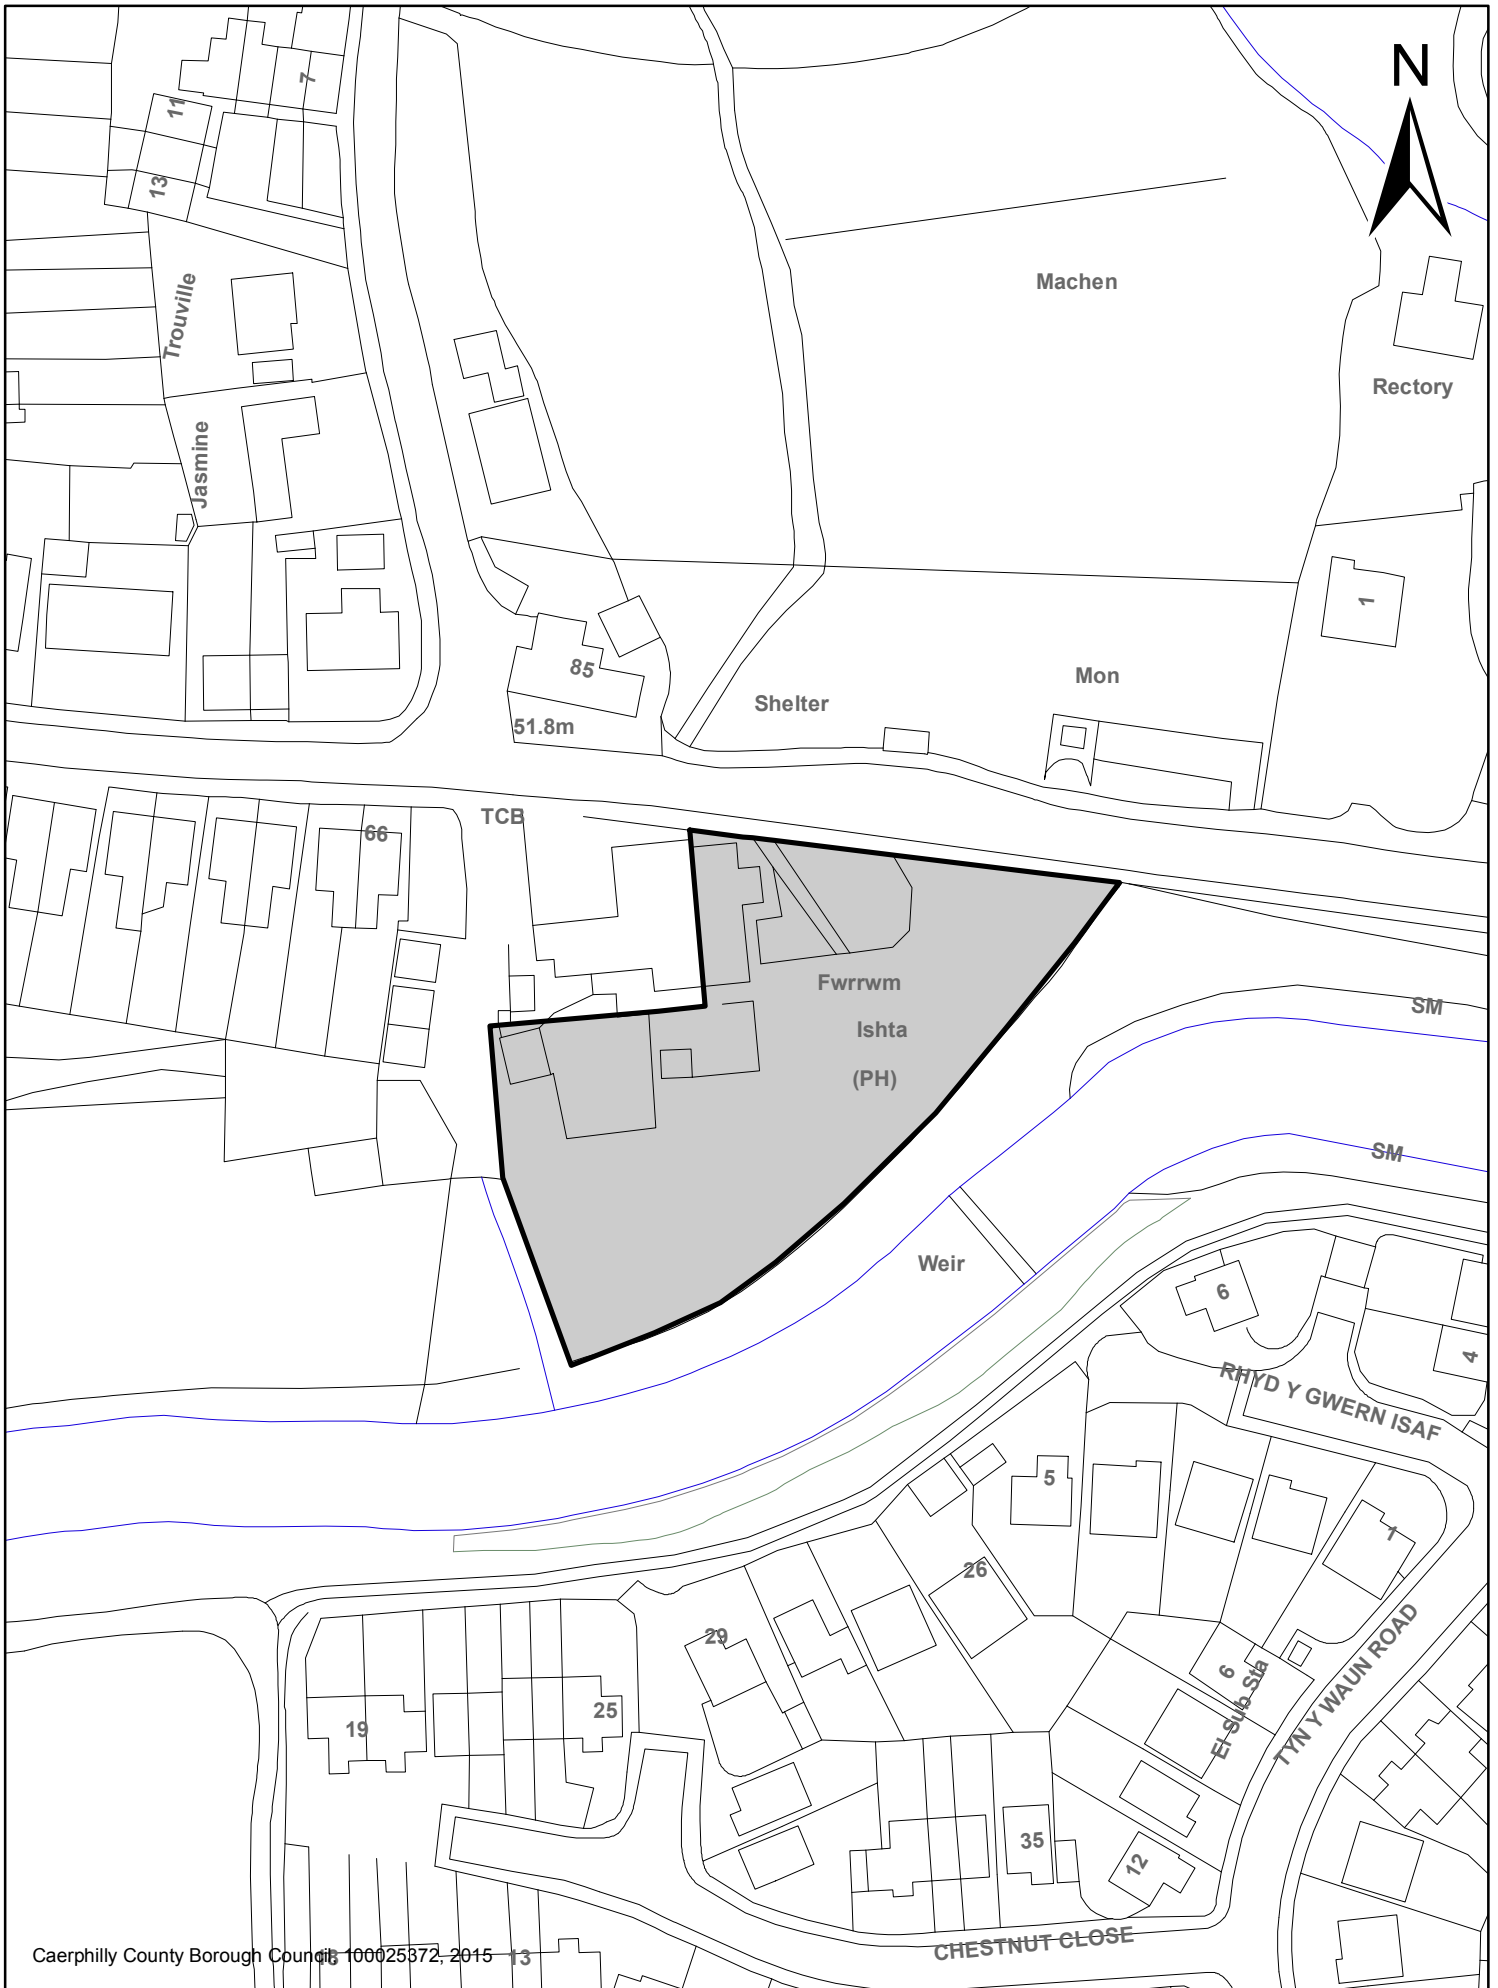 N
7
11
13
Trouville
Machen
Rectory
Jasmine
1
85
Mon
Shelter
51.8m
TCB
66
Fwrrwm
Ishta
(PH)
SM
SM
Weir
6
4
RHYD Y GWERN ISAF
5
1
26
29
6
El Sub Sta
TYN Y WAUN ROAD
25
19
35
12
CHESTNUT CLOSE
18
13
Caerphilly County Borough Council, 100025372, 2015